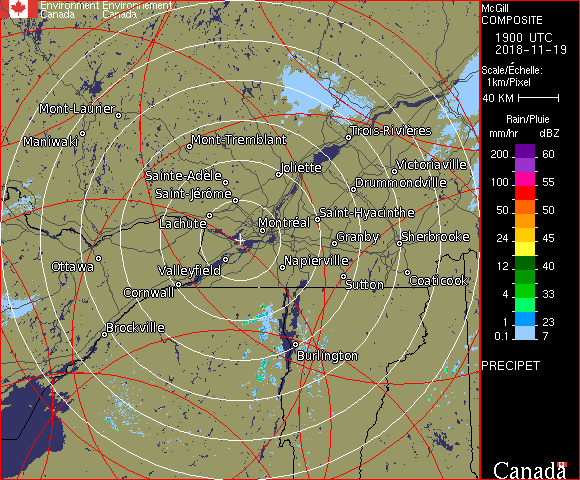 Environment Environnement
Canada Canada
McGill
COMPOSITE
1900 UTC
2018-11-19
Scale/Échelle:
1km/Pixel
40 KM
Rain/Pluie
mm/hr dBZ
200 60
100 55
50 50
24 45
12 40
4 33
1 23
0.1 7
PRECIPET
Canada
Mont-Laurier
Maniwaki
Mont-Tremblant
Trois-Rivières
Sainte-Adèle
Joliette
Victoriaville
Saint-Jérôme
Drummondville
Lachute
Montréal
Saint-Hyacinthe
Granby
Sherbrooke
Ottawa
Valleyfield
Napierville
Cornwall
Sutton
Coaticook
Brockville
Burlington